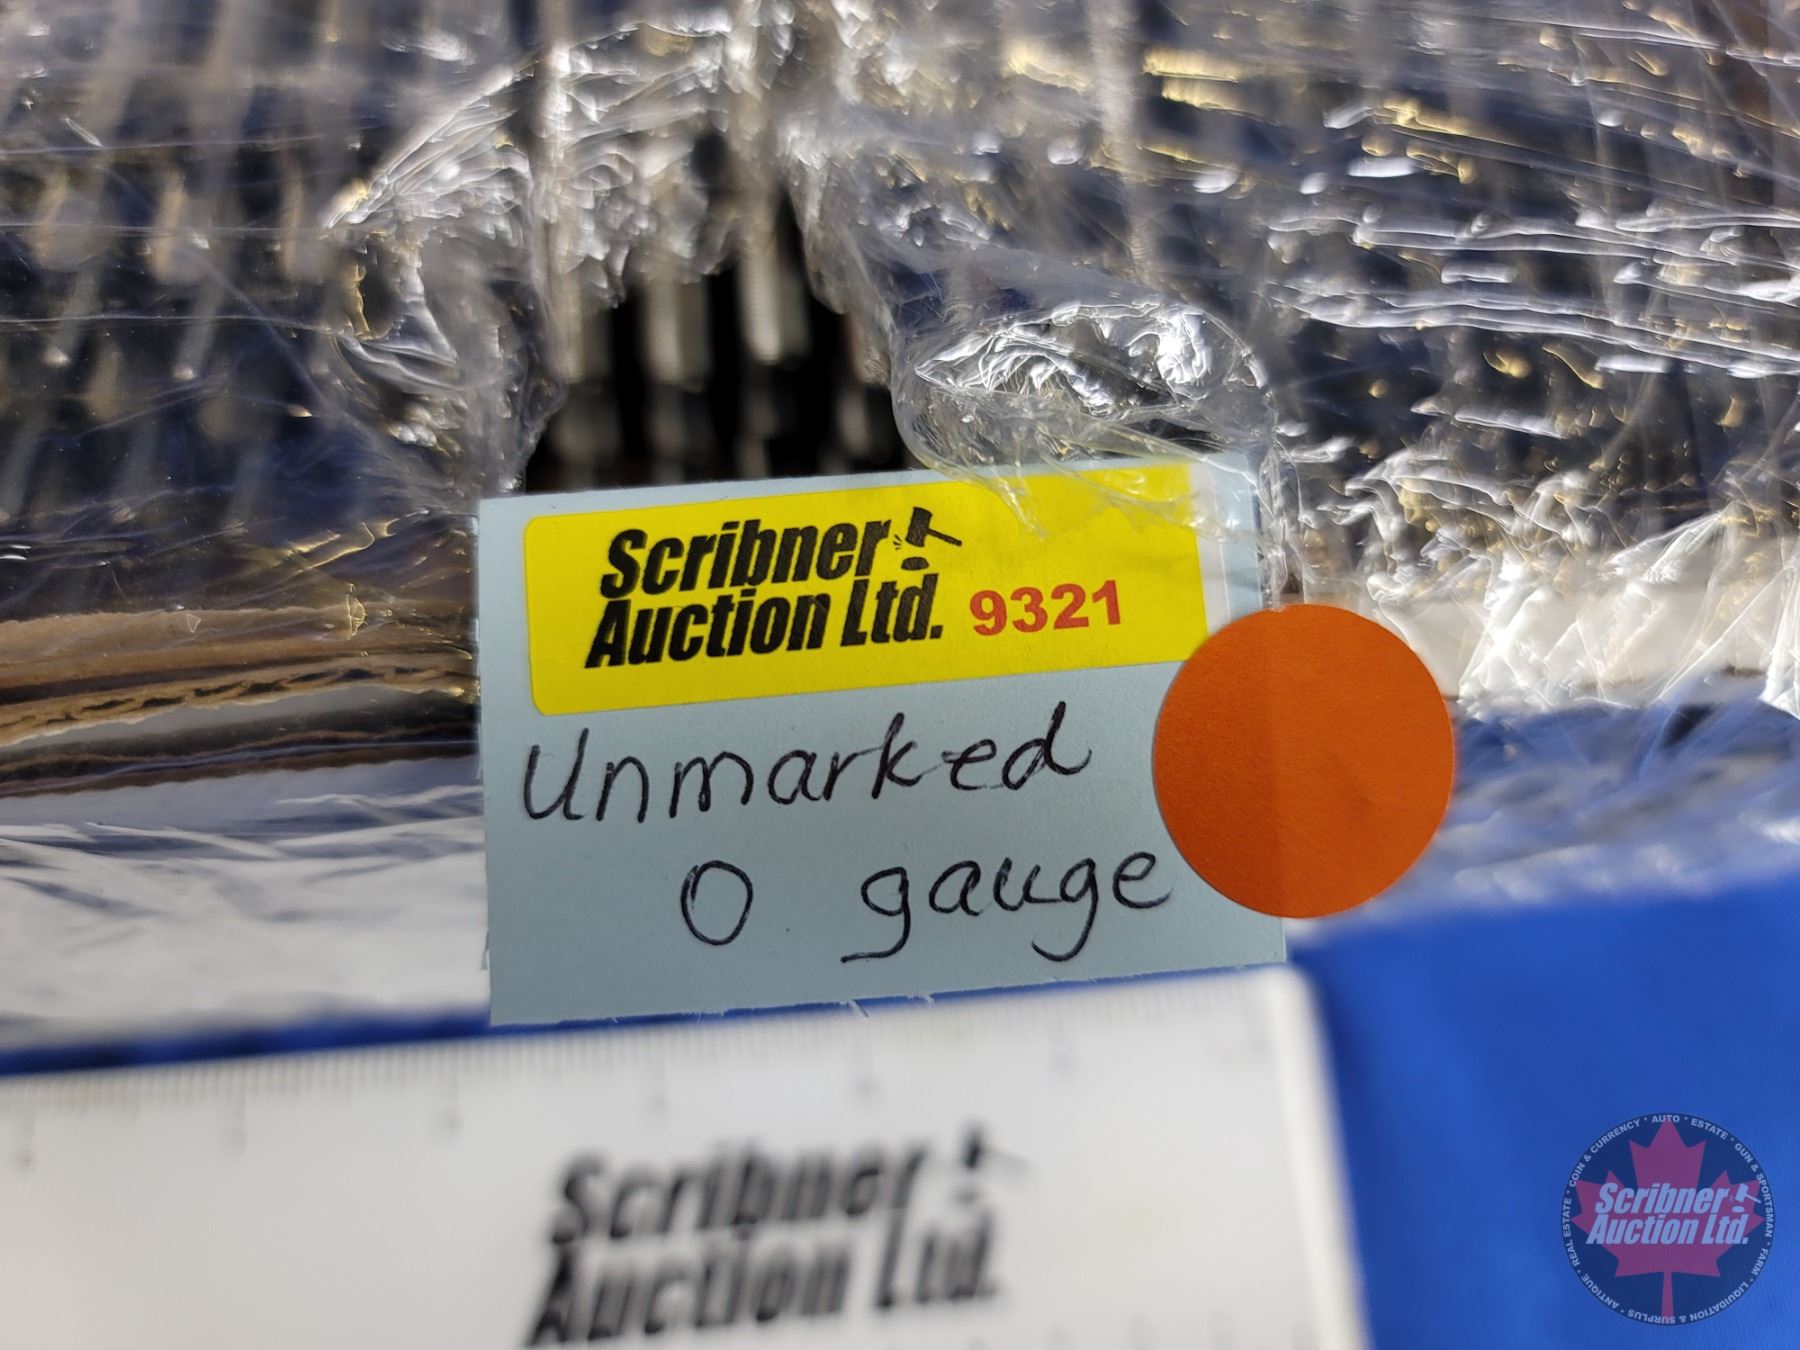 Scribner
Auction Ltd. 9321
Unmarked
O gauge
Scribner
Auction Ltd.
COIN & CURRENCY • AUTO • ESTATE • GUN & SPORTSMAN • FARM • LIQUIDATION & SURPLUS • ANTIQUE • REAL ESTATE •
Scribner
Auction Ltd.